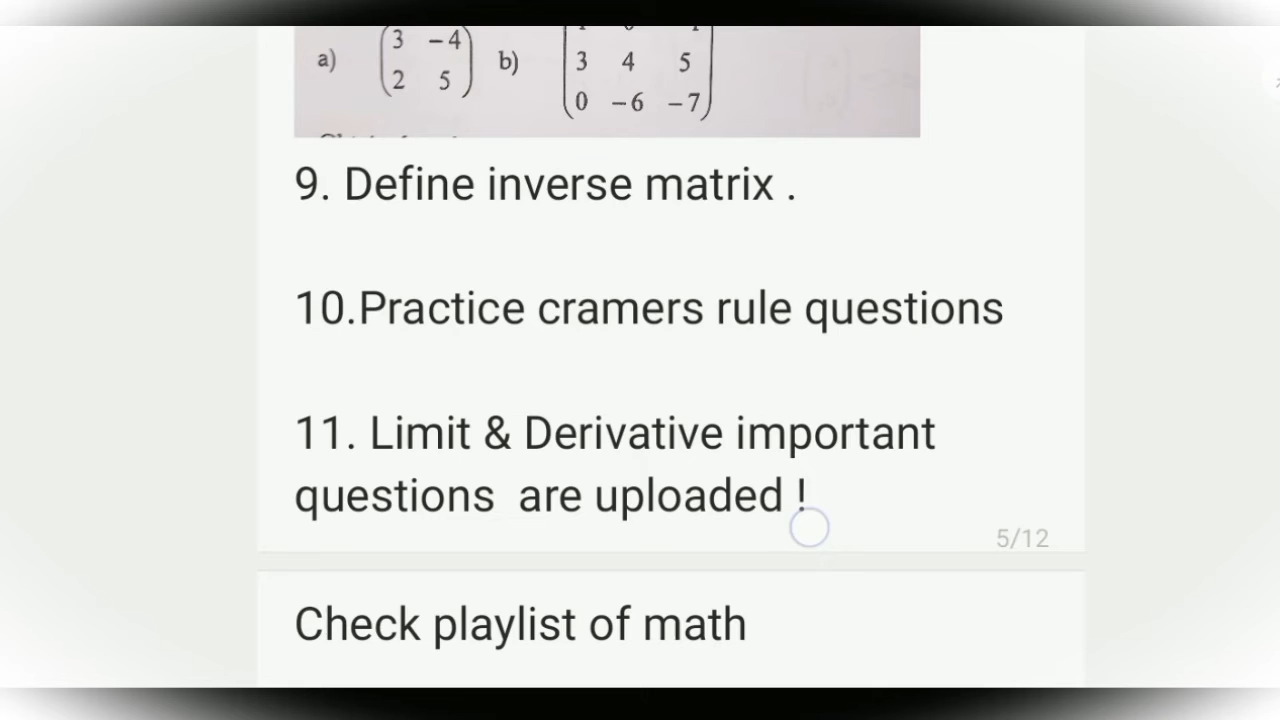 3 -4
a) b) 3 4 5
2 5
0 -6 -7
9. Define inverse matrix .
10.Practice cramers rule questions
11. Limit & Derivative important
questions are uploaded !
5/12
Check playlist of math